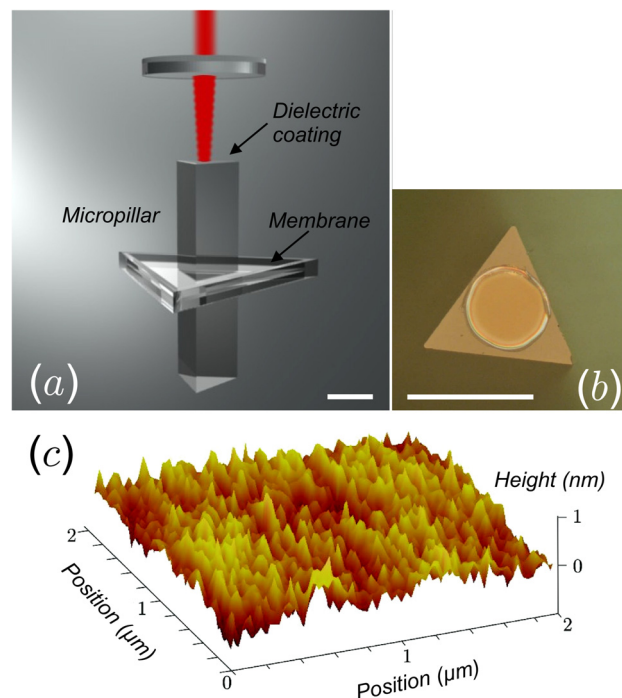 Dielectric
coating
Micropillar
Membrane
(a)
(b)
(c)
Height (nm)
1
0
2
1
0
Position (μm)
0
1
2
Position (μm)